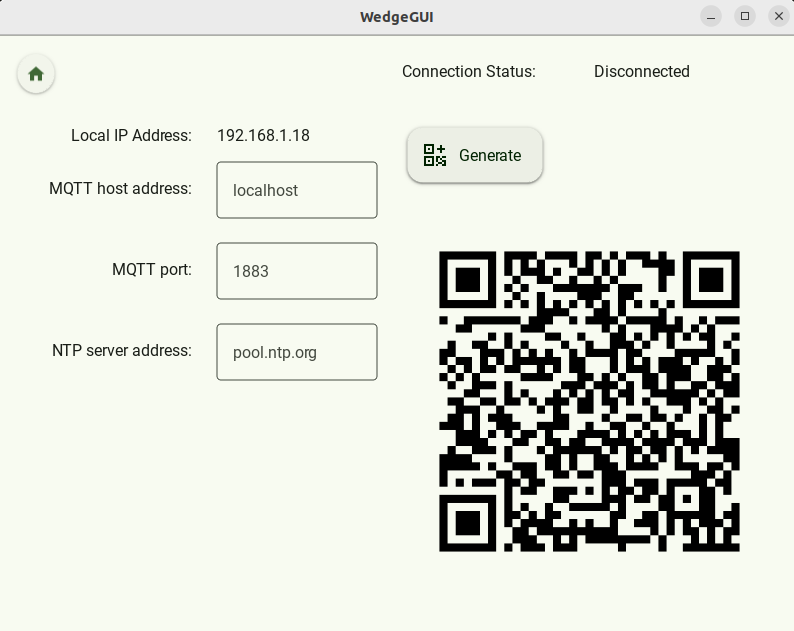 WedgeGUI
Connection Status: Disconnected
Local IP Address: 192.168.1.18
Generate
MQTT host address: localhost
MQTT port: 1883
NTP server address: pool.ntp.org